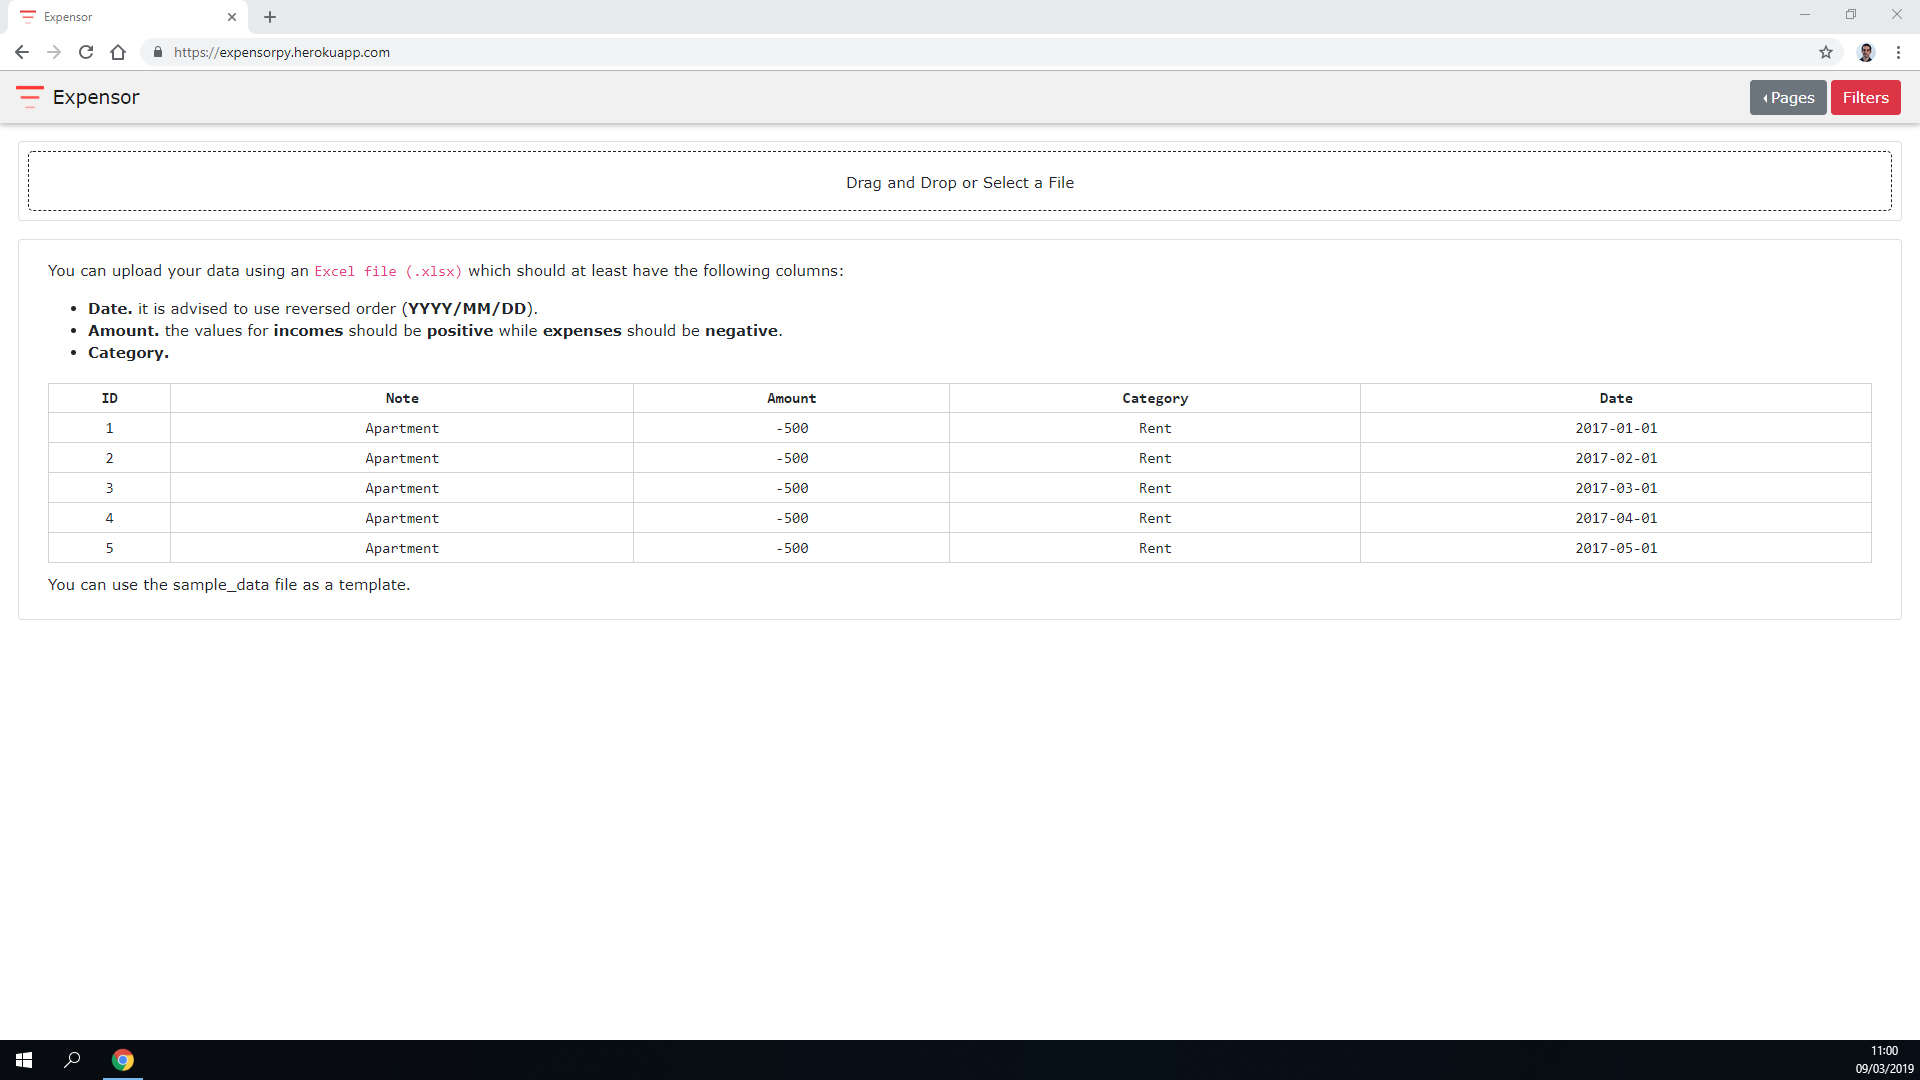 Expensor
https://expensorpy.herokuapp.com
Expensor
Pages
Filters
Drag and Drop or Select a File
You can upload your data using an Excel file (.xlsx) which should at least have the following columns:
Date. it is advised to use reversed order (YYYY/MM/DD).
Amount. the values for incomes should be positive while expenses should be negative.
Category.
ID Note Amount Category Date
1 Apartment -500 Rent 2017-01-01
2 Apartment -500 Rent 2017-02-01
3 Apartment -500 Rent 2017-03-01
4 Apartment -500 Rent 2017-04-01
5 Apartment -500 Rent 2017-05-01
You can use the sample_data file as a template.
11:00
09/03/2019